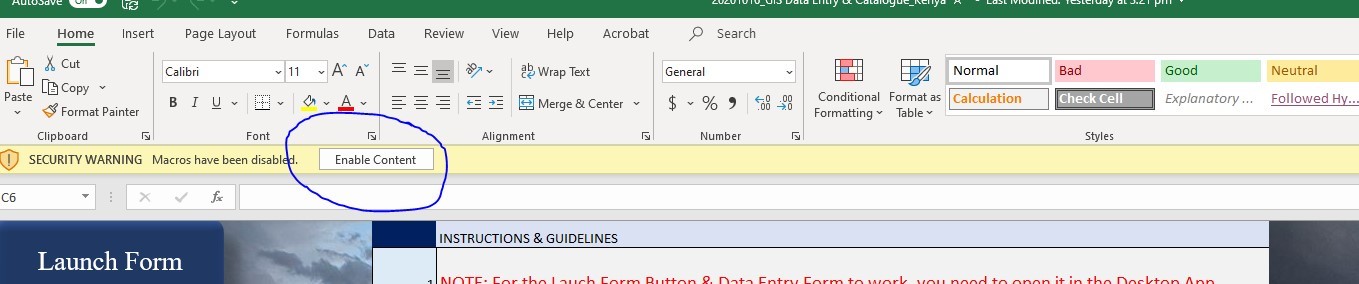 AutoSave On 20201016_GIS Data Entry & Catalogue_Kenya Last Modified: Yesterday at 3:21 pm
File Home Insert Page Layout Formulas Data Review View Help Acrobat Search
Cut Calibri 11 A A Wrap Text General Normal Bad Good Neutral
Copy
Paste B I U A Merge & Center $ % Conditional Format as Calculation Check Cell Explanatory ... Followed Hy...
Format Painter Formatting Table
Clipboard Font Alignment Number Styles
SECURITY WARNING Macros have been disabled. Enable Content
C6 fx
INSTRUCTIONS & GUIDELINES
Launch Form
1 NOTE: For the Lauch Form Button & Data Entry Form to work, you need to open it in the Desktop App